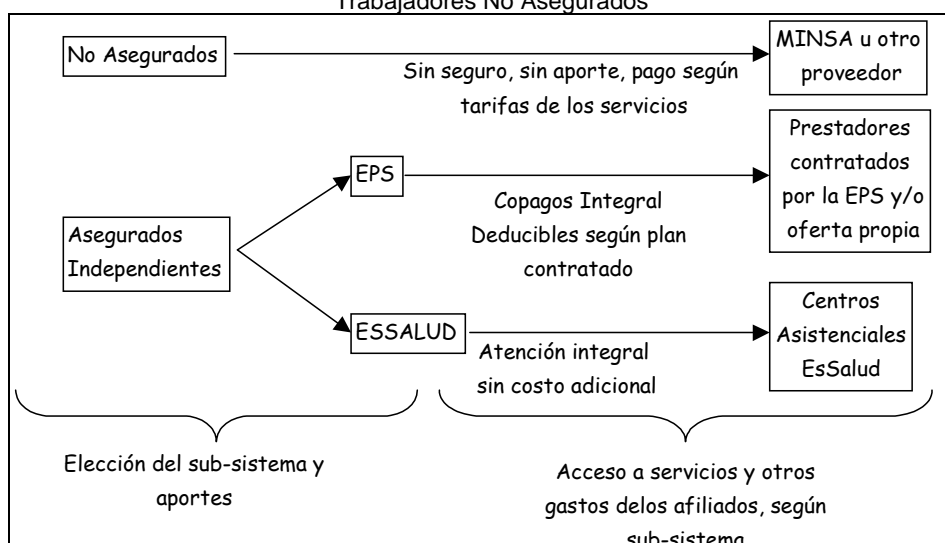 Trabajadores No Asegurados
No Asegurados
Sin seguro, sin aporte, pago según
tarifas de los servicios
MINSA u otro
proveedor
Asegurados
Independientes
EPS
Copagos Integral
Deducibles según plan
contratado
Prestadores
contratados
por la EPS y/o
oferta propia
ESSALUD
Atención integral
sin costo adicional
Centros
Asistenciales
EsSalud
Elección del sub-sistema y
aportes
Acceso a servicios y otros
gastos delos afiliados, según
sub-sistema